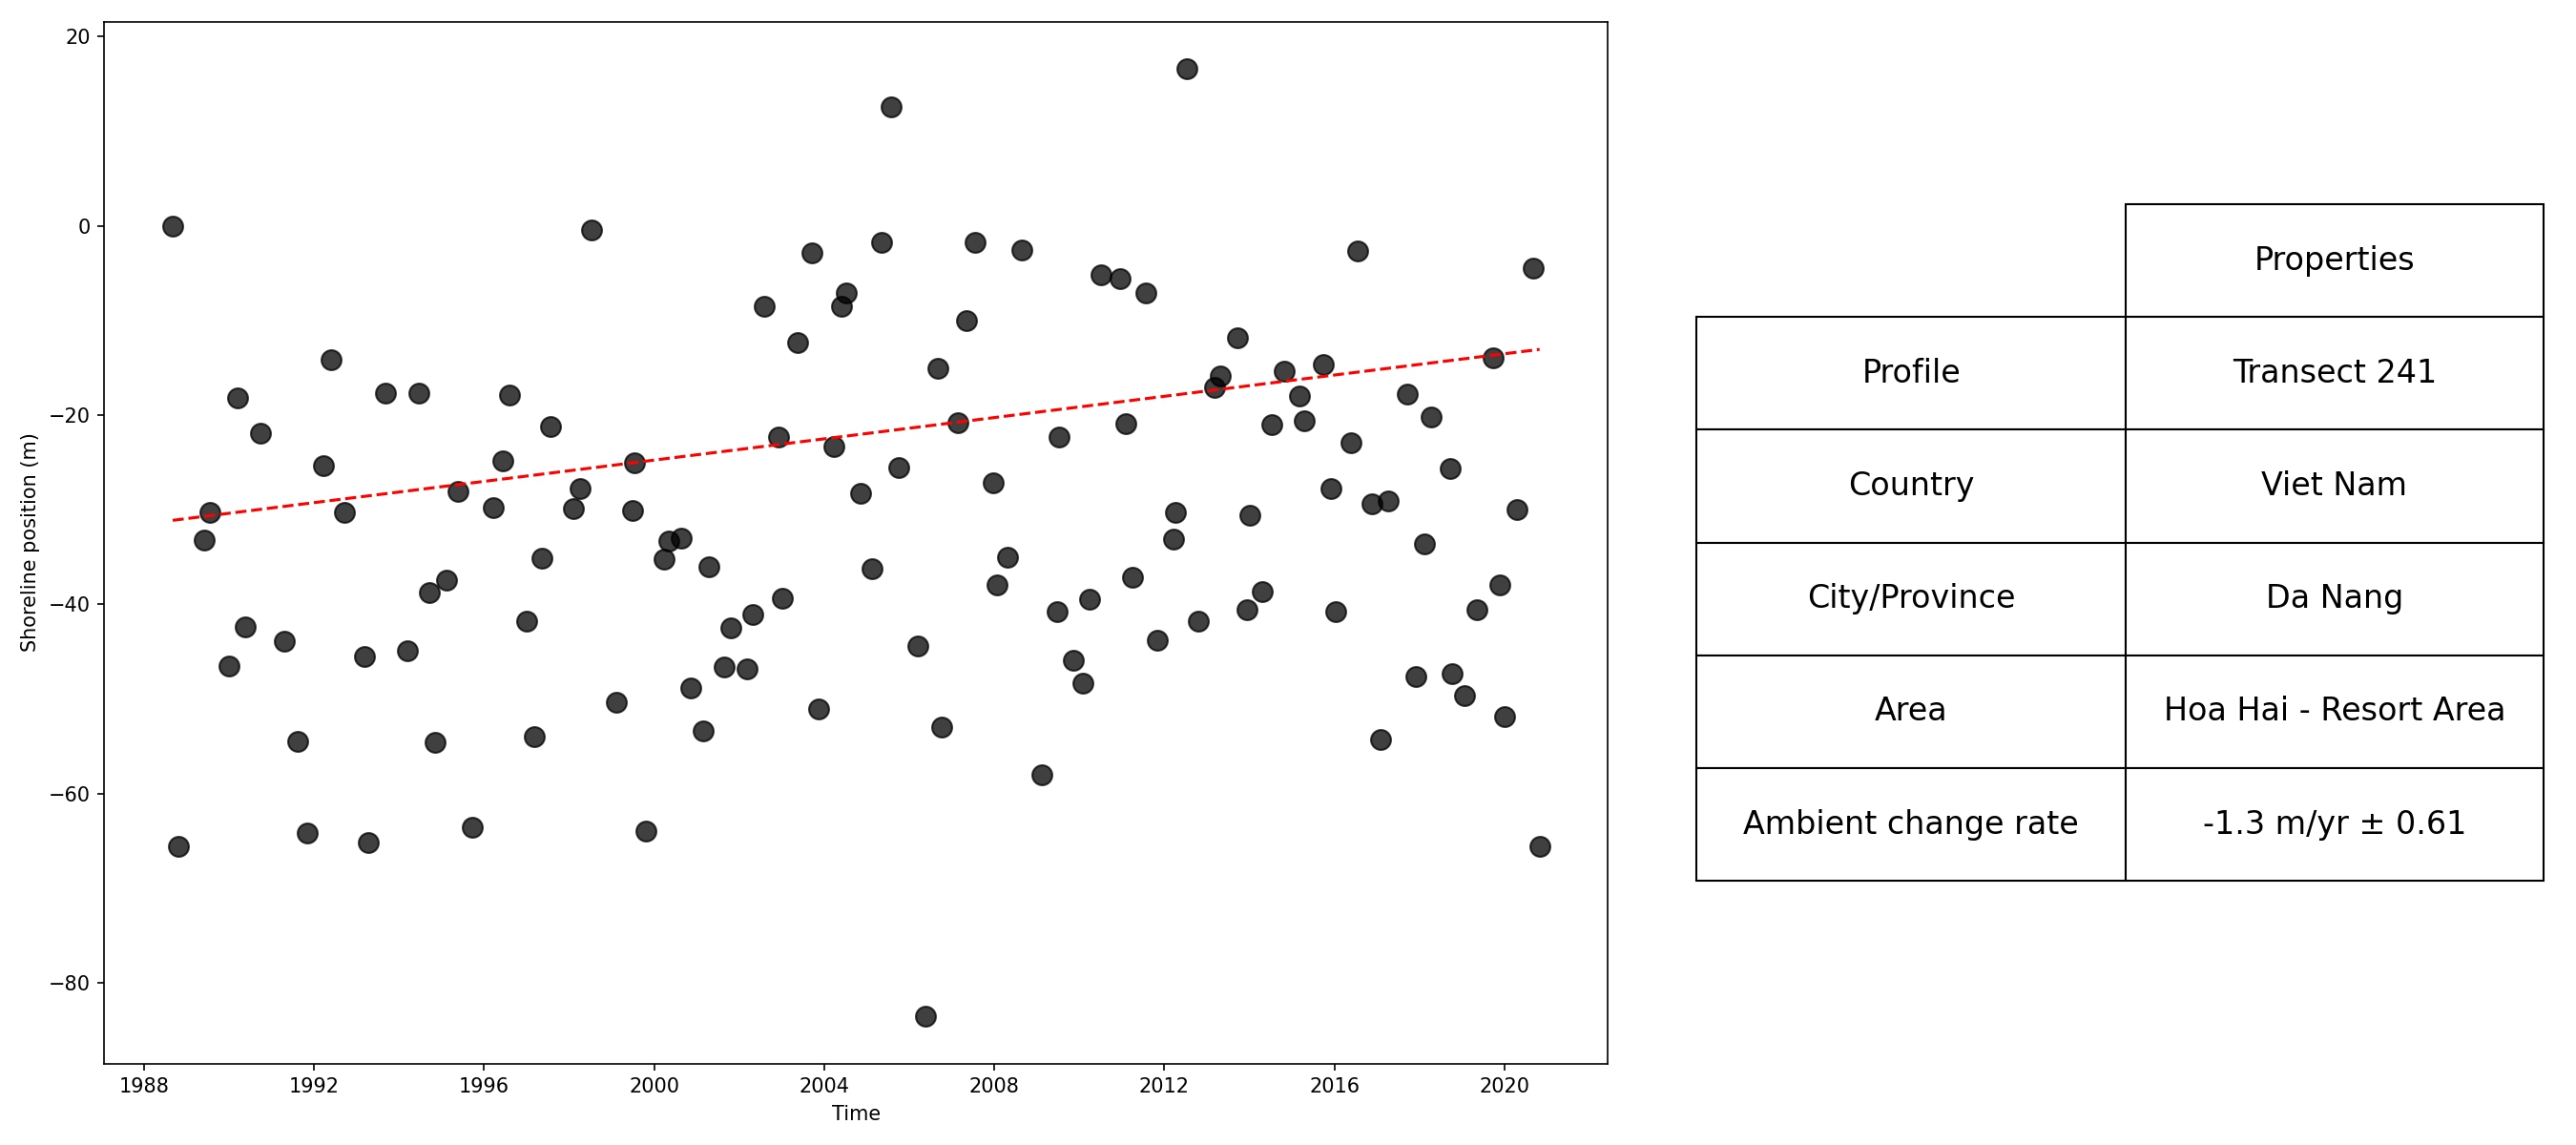 20
0
−20
−40
−60
−80
Shoreline position (m)
1988 1992 1996 2000 2004 2008 2012 2016 2020
Time
Properties
Profile Transect 241
Country Viet Nam
City/Province Da Nang
Area Hoa Hai - Resort Area
Ambient change rate -1.3 m/yr ± 0.61